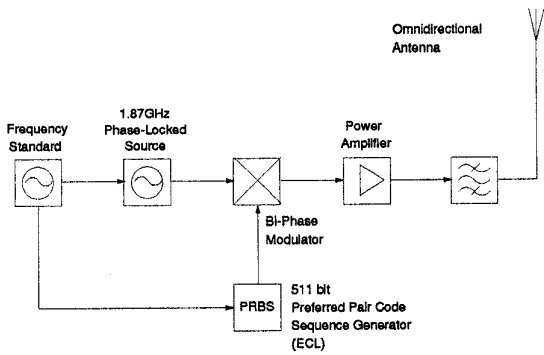 Omnidirectional
Antenna
1.87GHz
Phase-Locked
Source
Frequency
Standard
Power
Amplifier
Bi-Phase
Modulator
PRBS
511 bit
Preferred Pair Code
Sequence Generator
(ECL)